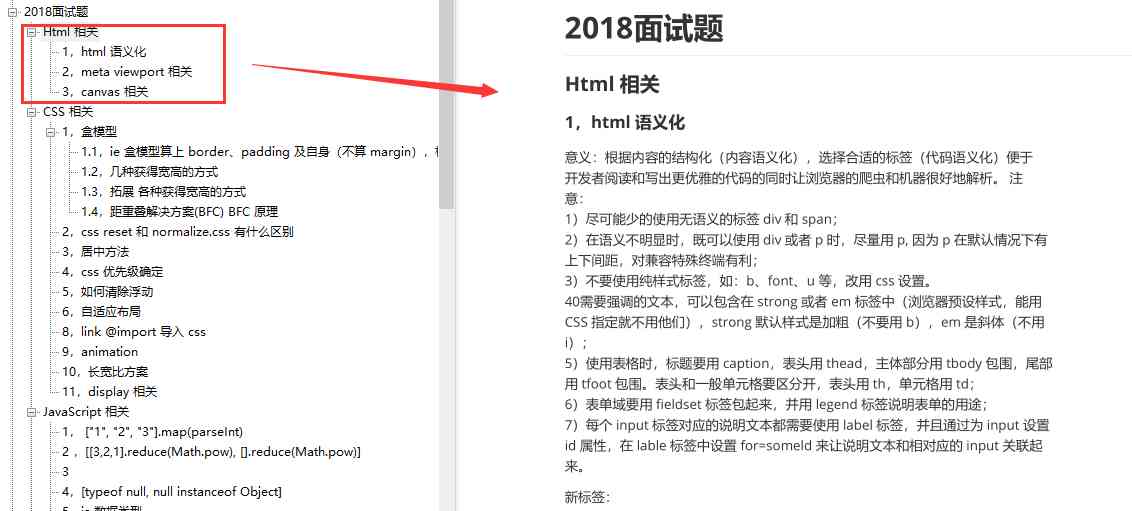 2018面试题
Html 相关
1，html 语义化
2，meta viewport 相关
3，canvas 相关
CSS 相关
1，盒模型
1.1，ie 盒模型算上 border、padding 及自身（不算 margin），
1.2，几种获得宽高的方式
1.3，拓展 各种获得宽高的方式
1.4，距重叠解决方案(BFC) BFC 原理
2，css reset 和 normalize.css 有什么区别
3，居中方法
4，css 优先级确定
5，如何清除浮动
6，自适应布局
8，link @import 导入 css
9，animation
10，长宽比方案
11，display 相关
JavaScript 相关
1， ["1", "2", "3"].map(parseInt)
2 ，[[3,2,1].reduce(Math.pow), [].reduce(Math.pow)]
3
4，[typeof null, null instanceof Object]
5，js 数据类型
2018面试题
Html 相关
1，html 语义化
意义：根据内容的结构化（内容语义化），选择合适的标签（代码语义化）便于
开发者阅读和写出更优雅的代码的同时让浏览器的爬虫和机器很好地解析。 注
意：
1）尽可能少的使用无语义的标签 div 和 span；
2）在语义不明显时，既可以使用 div 或者 p 时，尽量用 p, 因为 p 在默认情况下有
上下间距，对兼容特殊终端有利；
3）不要使用纯样式标签，如：b、font、u 等，改用 css 设置。
40需要强调的文本，可以包含在 strong 或者 em 标签中（浏览器预设样式，能用
CSS 指定就不用他们），strong 默认样式是加粗（不要用 b），em 是斜体（不用
i）；
5）使用表格时，标题要用 caption，表头用 thead，主体部分用 tbody 包围，尾部
用 tfoot 包围。表头和一般单元格要区分开，表头用 th，单元格用 td；
6）表单域要用 fieldset 标签包起来，并用 legend 标签说明表单的用途；
7）每个 input 标签对应的说明文本都需要使用 label 标签，并且通过为 input 设置
id 属性，在 lable 标签中设置 for=someld 来让说明文本和相对应的 input 关联起
来。
新标签：